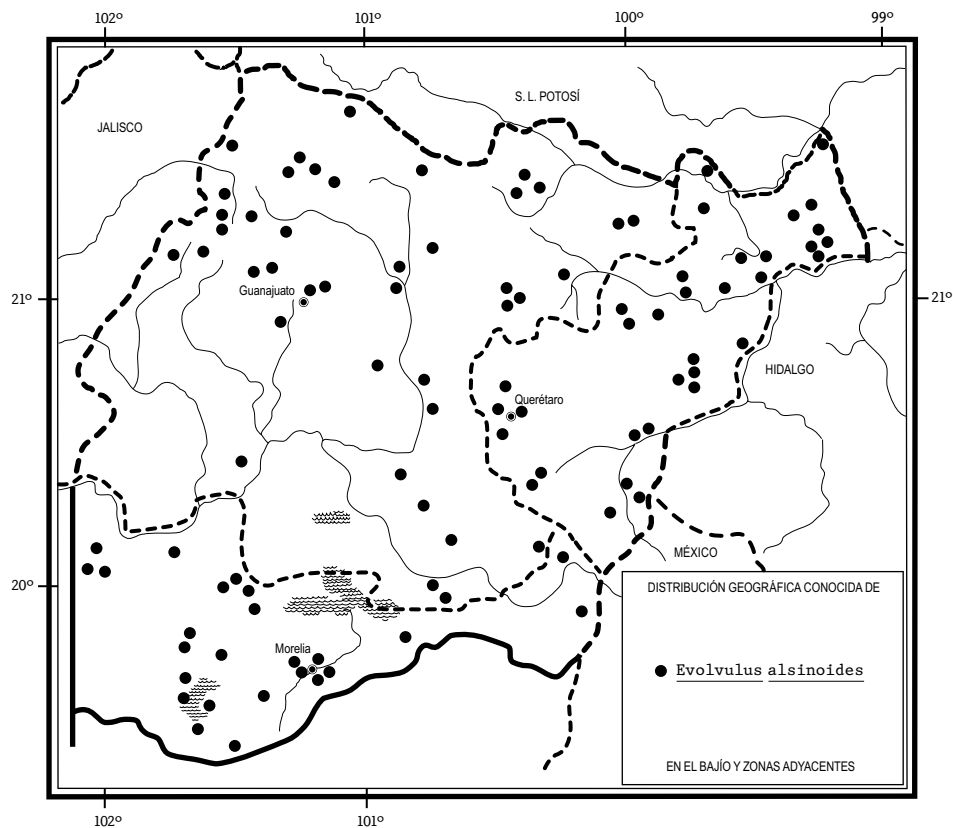 102º 101º 100º 99º
S. L. POTOSÍ
JALISCO
Guanajuato
21º 21º
HIDALGO
Querétaro
MÉXICO
20º
DISTRIBUCIÓN GEOGRÁFICA CONOCIDA DE
Morelia
Evolvulus alsinoides
EN EL BAJÍO Y ZONAS ADYACENTES
102º 101º